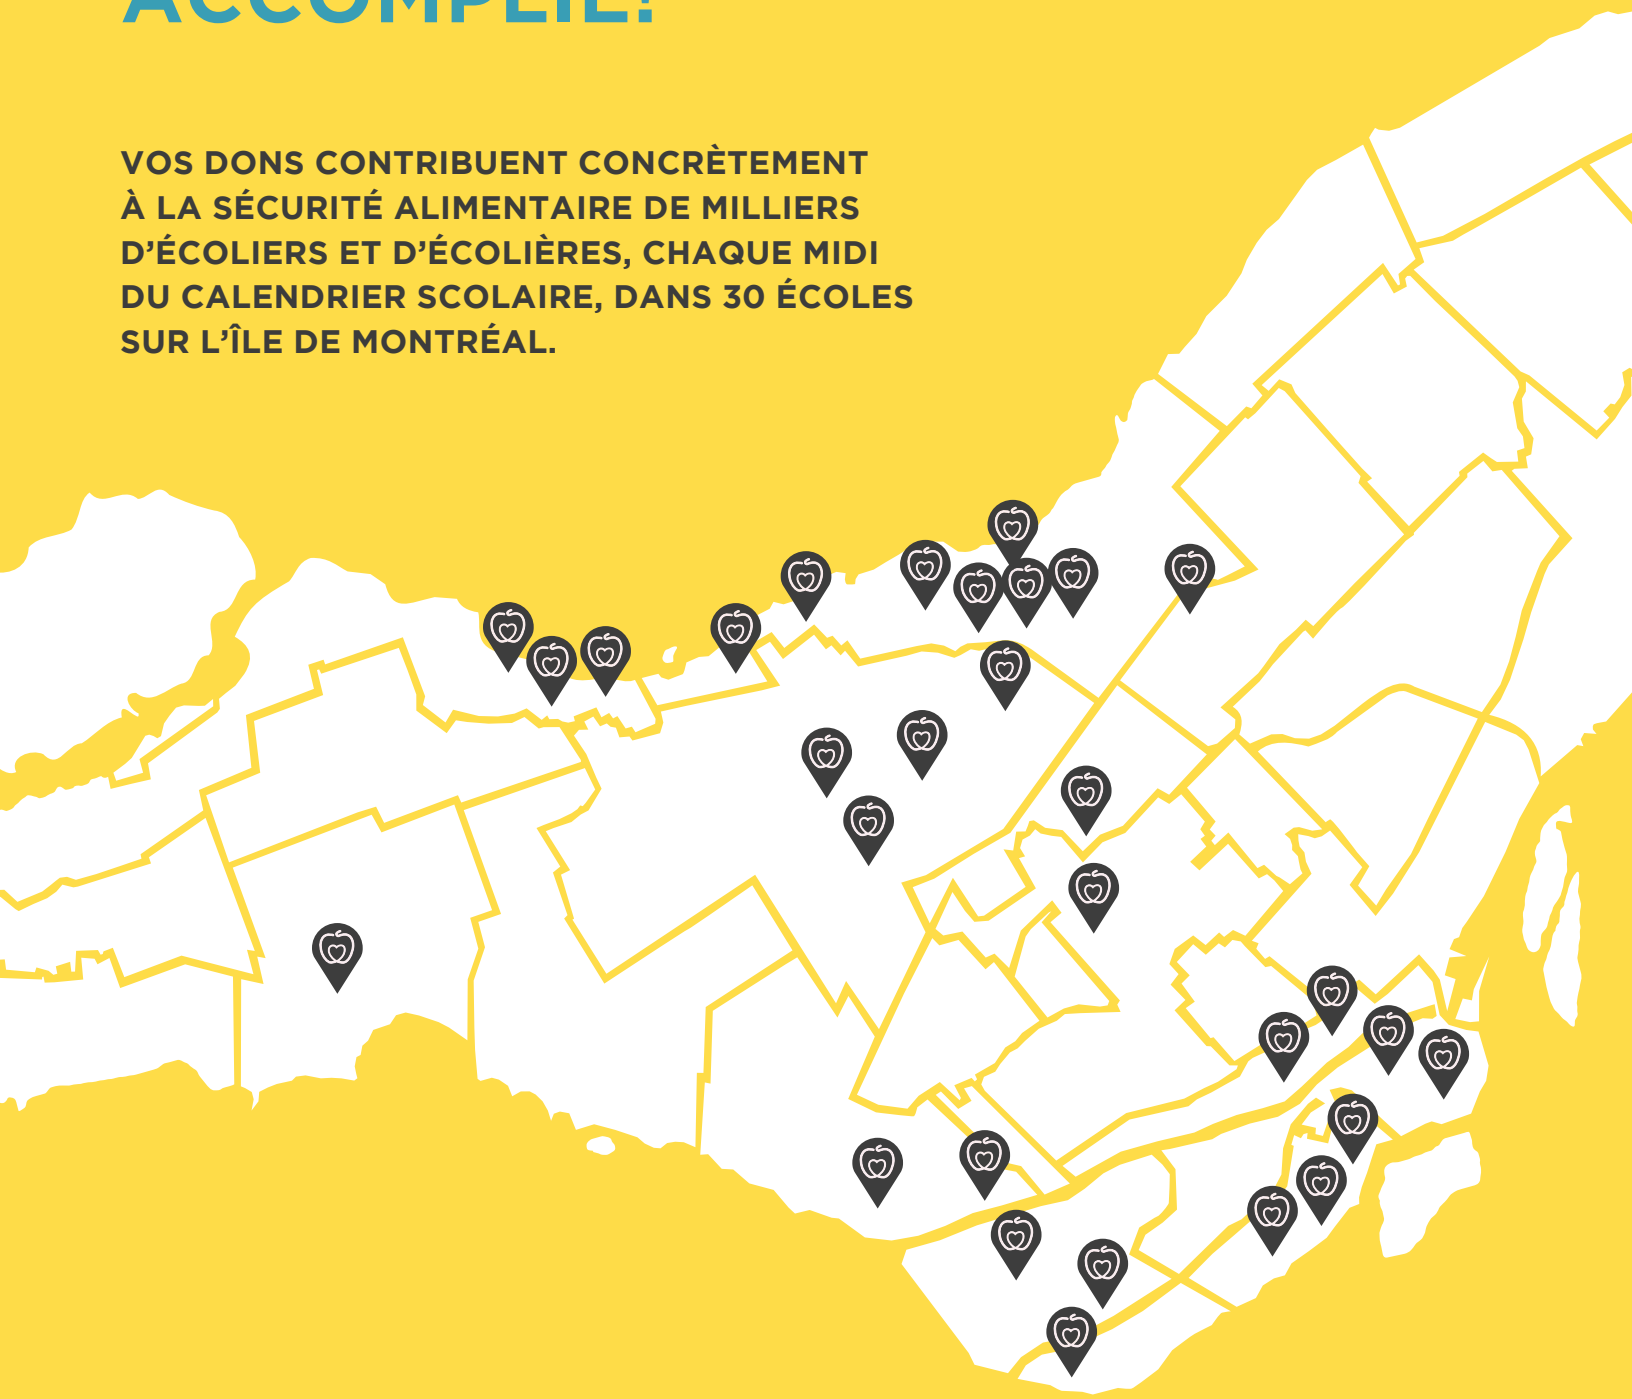 ACCOMPLIE!
VOS DONS CONTRIBUENT CONCRÈTEMENT
À LA SÉCURITÉ ALIMENTAIRE DE MILLIERS
D’ÉCOLIERS ET D’ÉCOLIÈRES, CHAQUE MIDI
DU CALENDRIER SCOLAIRE, DANS 30 ÉCOLES
SUR L’ÎLE DE MONTRÉAL.